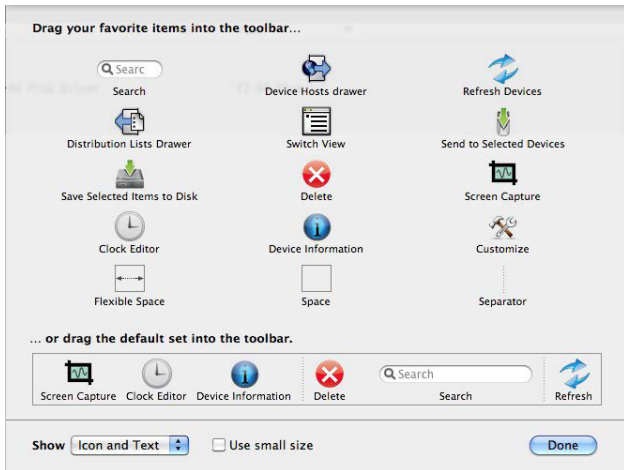 Drag your favorite items into the toolbar...
Searc
Search
Device Hosts drawer
Refresh Devices
Distribution Lists Drawer
Switch View
Send to Selected Devices
Save Selected Items to Disk
Delete
Screen Capture
Clock Editor
Device Information
Customize
Flexible Space
Space
Separator
... or drag the default set into the toolbar.
Search
Screen Capture
Clock Editor
Device Information
Delete
Search
Refresh
Show
Icon and Text
Use small size
Done